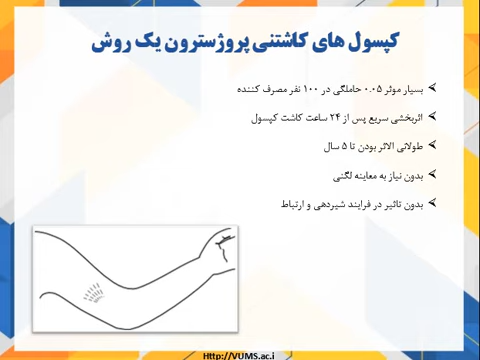 کپسول های کاشتنی پروژسترون یک روش
بسیار موثر ۰.۰۵ حاملگی در ۱۰۰ نفر مصرف کننده
اثربخشی سریع پس از ۲۴ ساعت کاشت کپسول
طولانی الاثر بودن تا ۵ سال
بدون نیاز به معاینه لگنی
بدون تاثیر در فرایند شیردهی و ارتباط
Http://VUMS.ac.i